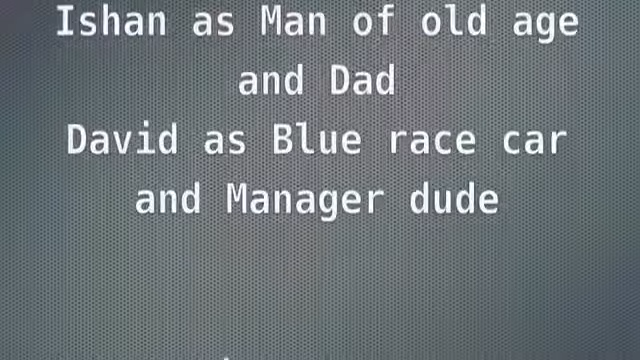 Ishan as Man of old age
and Dad
David as Blue race car
and Manager dude